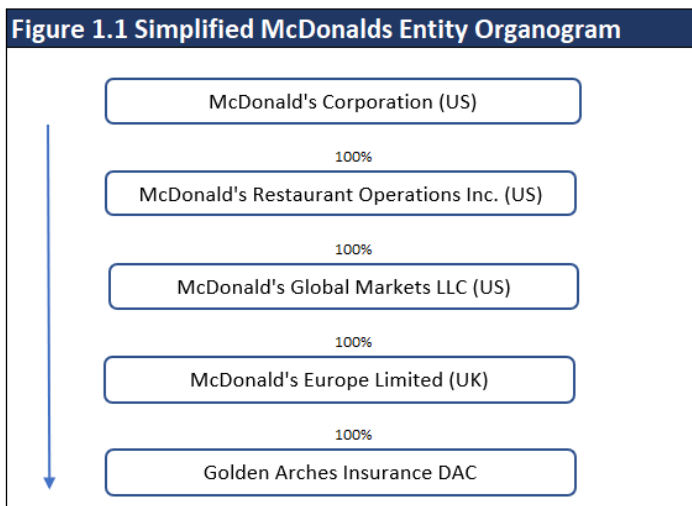 Figure 1.1 Simplified McDonalds Entity Organogram
McDonald's Corporation (US)
100%
McDonald's Restaurant Operations Inc. (US)
100%
McDonald's Global Markets LLC (US)
100%
McDonald's Europe Limited (UK)
100%
Golden Arches Insurance DAC